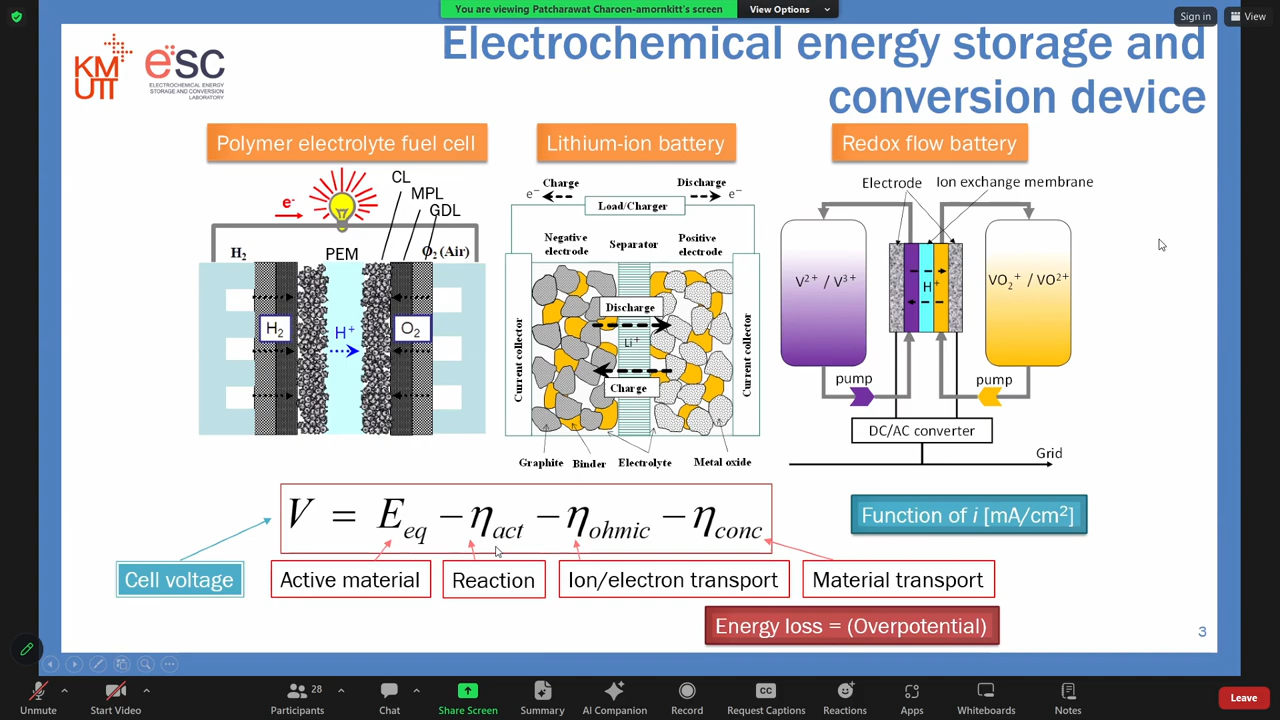 You are viewing Patcharawat Charoen-amornkitt's screen
View Options
Sign in
View
KM
UTT
esc
ELECTROCHEMICAL ENERGY
STORAGE AND CONVERSION
LABORATORY
Electrochemical energy storage and
conversion device
Polymer electrolyte fuel cell
Lithium-ion battery
Redox flow battery
e-
CL
MPL
GDL
H2
PEM
O2 (Air)
H2
H+
O2
Charge
Discharge
e−
e−
Load/Charger
Negative
electrode
Separator
Positive
electrode
Current collector
Discharge
Li+
Charge
Current collector
Graphite
Binder
Electrolyte
Metal oxide
Electrode
Ion exchange membrane
V2+ / V3+
H+
VO2+ / VO2+
pump
pump
DC/AC converter
Grid
V = Eeq − ηact − ηohmic − ηconc
Function of i [mA/cm2]
Cell voltage
Active material
Reaction
Ion/electron transport
Material transport
Energy loss = (Overpotential)
3
Unmute
Start Video
Participants
28
Chat
Share Screen
Summary
AI Companion
Record
CC
Request Captions
Reactions
Apps
Whiteboards
Notes
Leave